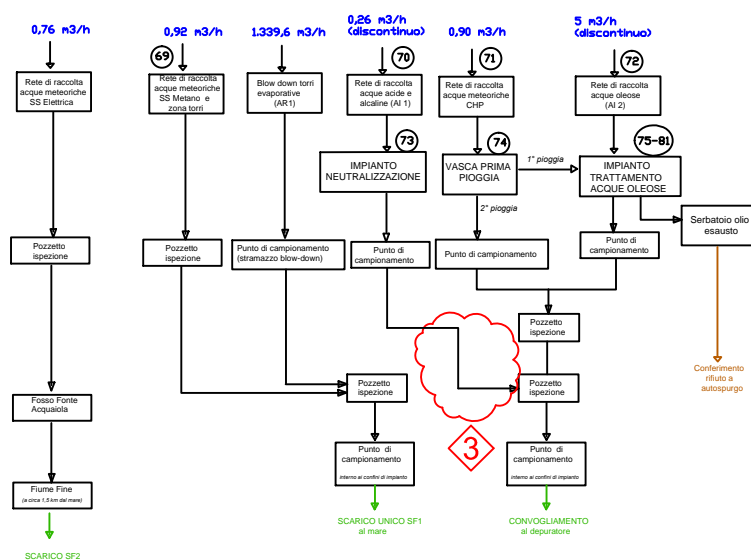 0,76 m3/h
0,92 m3/h
1.339,6 m3/h
0,26 m3/h
(discontinuo)
0,90 m3/h
5 m3/h
(discontinuo)
69
70
71
72
Rete di raccolta
acque meteoriche
SS Elettrica
Rete di raccolta
acque meteoriche
SS Metano e
zona torri
Blow down torri
evaporative
(AR1)
Rete di raccolta
acque acide e
alcaline (AI 1)
Rete di raccolta
acque meteoriche
CHP
Rete di raccolta
acque oleose
(AI 2)
73
74
75-81
IMPIANTO
NEUTRALIZZAZIONE
VASCA PRIMA
PIOGGIA
1° pioggia
IMPIANTO
TRATTAMENTO
ACQUE OLEOSE
2° pioggia
Serbatoio olio
esausto
Pozzetto
ispezione
Pozzetto
ispezione
Punto di campionamento
(stramazzo blow-down)
Punto di
campionamento
Punto di campionamento
Punto di
campionamento
Pozzetto
ispezione
Conferimento
rifiuto a
autospurgo
Fosso Fonte
Acquaiola
Pozzetto
ispezione
Pozzetto
ispezione
3
Punto di
campionamento
interno ai confini di impianto
Punto di
campionamento
interno ai confini di impianto
Fiume Fine
(a circa 1,5 km dal mare)
SCARICO UNICO SF1
al mare
CONVOGLIAMENTO
al depuratore
SCARICO SF2